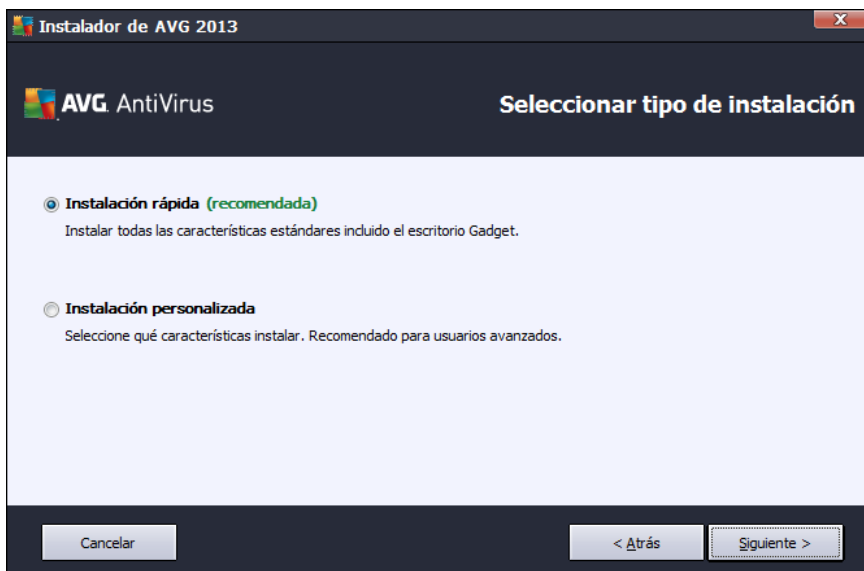 Instalador de AVG 2013
X
AVG. AntiVirus
Seleccionar tipo de instalación
Instalación rápida (recomendada)
Instalar todas las características estándares incluido el escritorio Gadget.
Instalación personalizada
Seleccione qué características instalar. Recomendado para usuarios avanzados.
Cancelar
< Atrás
Siguiente >